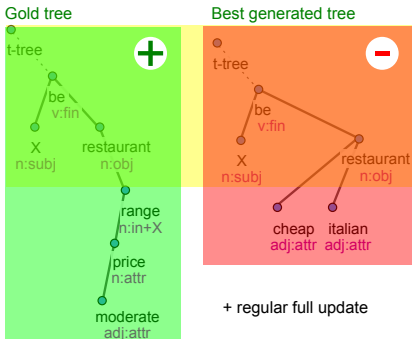 Gold tree
t-tree
be
v:fin
X
n:subj
restaurant
n:obj
range
n:in+X
price
n:attr
moderate
adj:attr
Best generated tree
t-tree
be
v:fin
X
n:subj
restaurant
n:obj
cheap
adj:attr
italian
adj:attr
+ regular full update